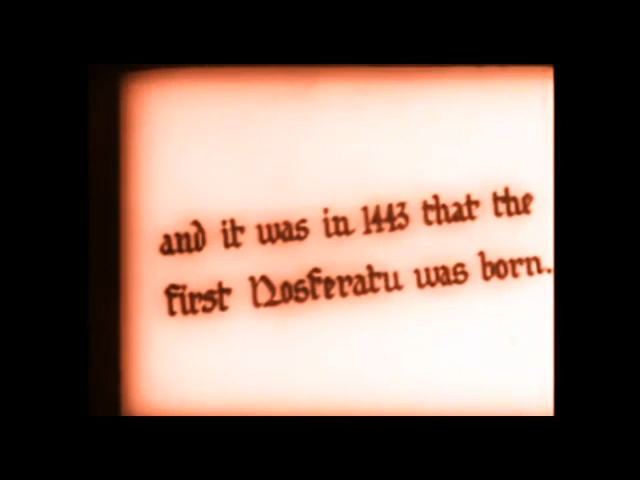 and it was in 1443 that the
first Nosferatu was born.